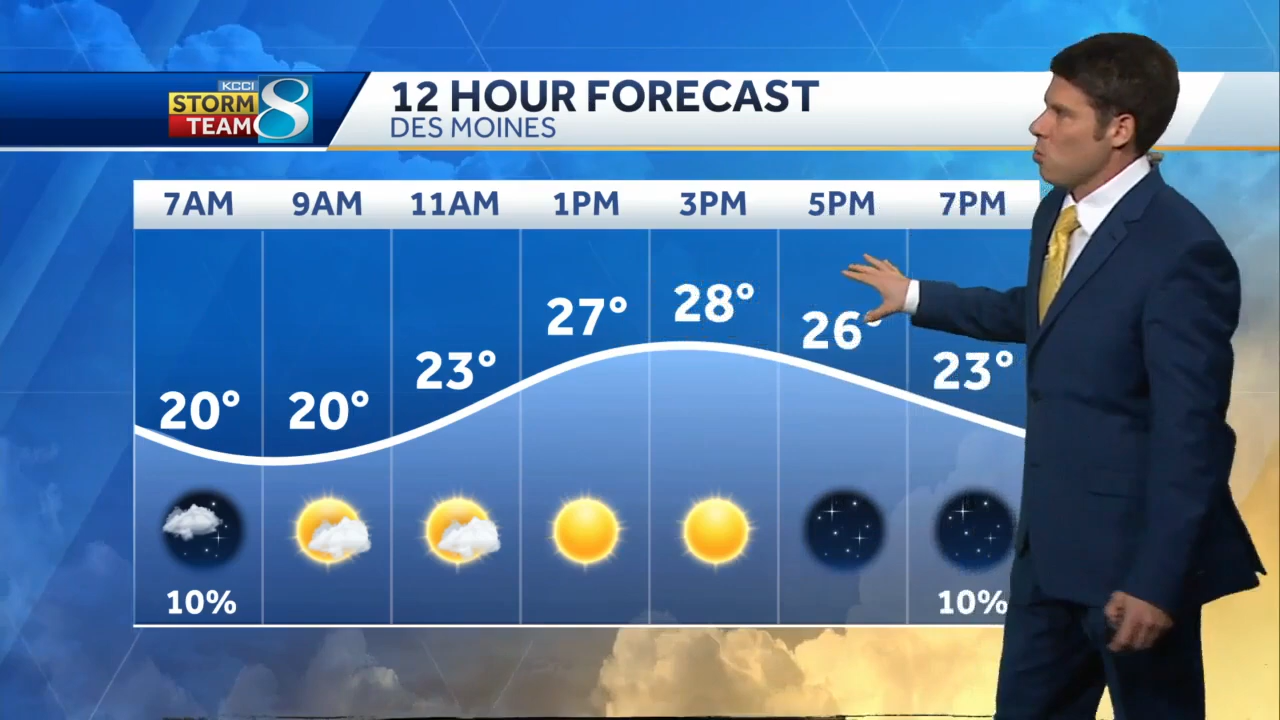 KCCI
STORM
TEAM 8
12 HOUR FORECAST
DES MOINES
7AM 9AM 11AM 1PM 3PM 5PM 7PM
20° 20° 23° 27° 28° 26° 23°
10% 10%